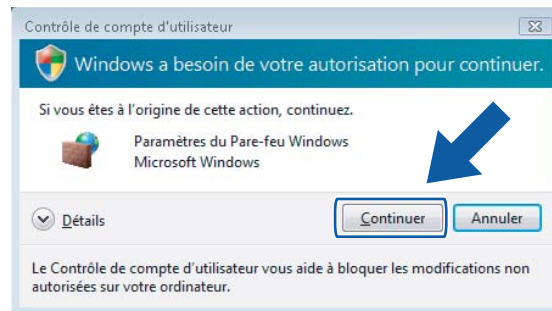 Contrôle de compte d'utilisateur
Windows a besoin de votre autorisation pour continuer.
Si vous êtes à l'origine de cette action, continuez.
Paramètres du Pare-feu Windows
Microsoft Windows
Détails
Continuer
Annuler
Le Contrôle de compte d'utilisateur vous aide à bloquer les modifications non
autorisées sur votre ordinateur.